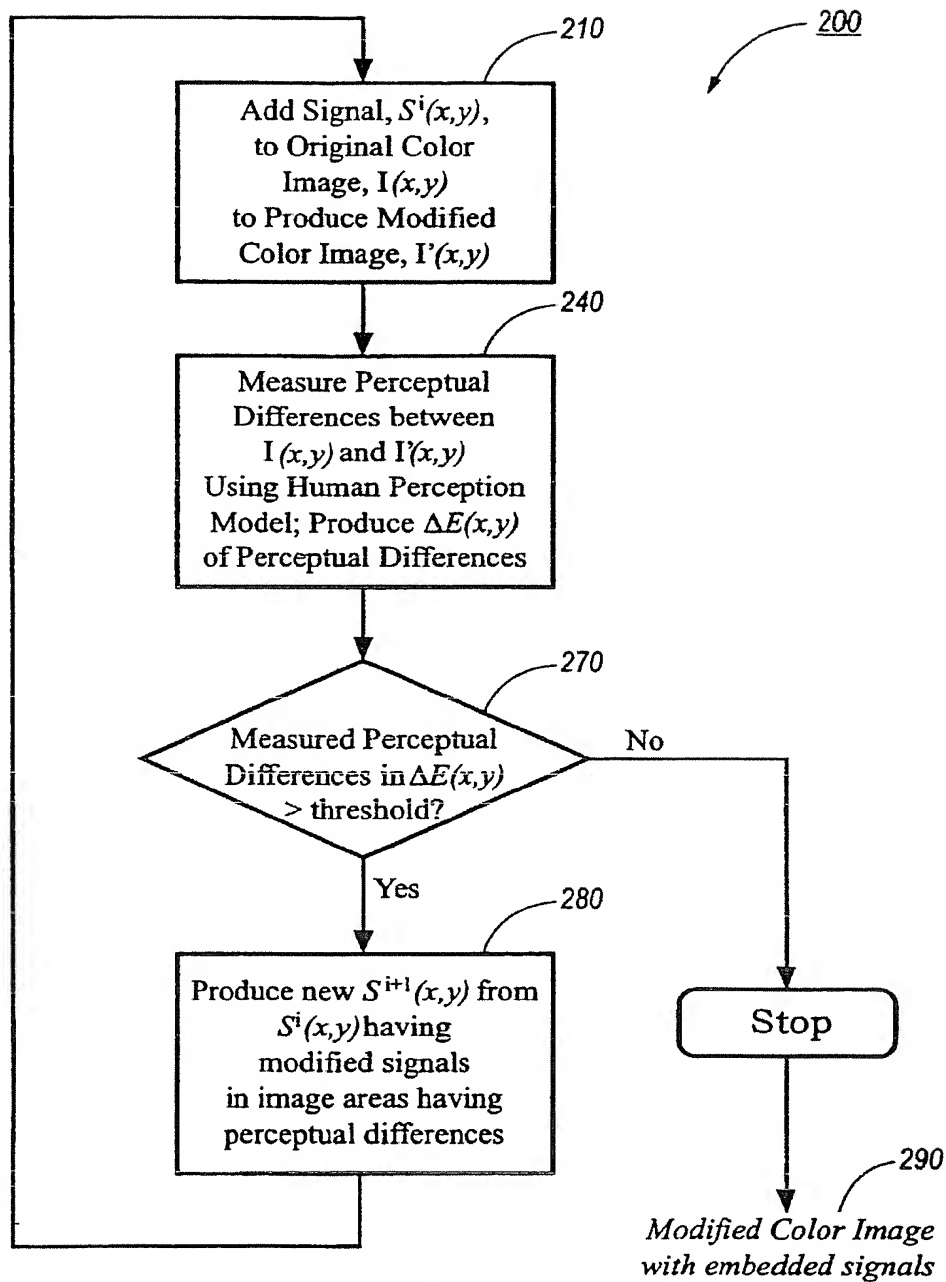 210
200
Add Signal, Sⁱ(x,y),
to Original Color
Image, I(x,y)
to Produce Modified
Color Image, I'(x,y)
240
Measure Perceptual
Differences between
I(x,y) and I'(x,y)
Using Human Perception
Model; Produce ΔE(x,y)
of Perceptual Differences
270
Measured Perceptual
Differences in ΔE(x,y)
> threshold?
No
Yes
280
Produce new Sⁱ⁺¹(x,y) from
Sⁱ(x,y) having
modified signals
in image areas having
perceptual differences
Stop
290
Modified Color Image
with embedded signals